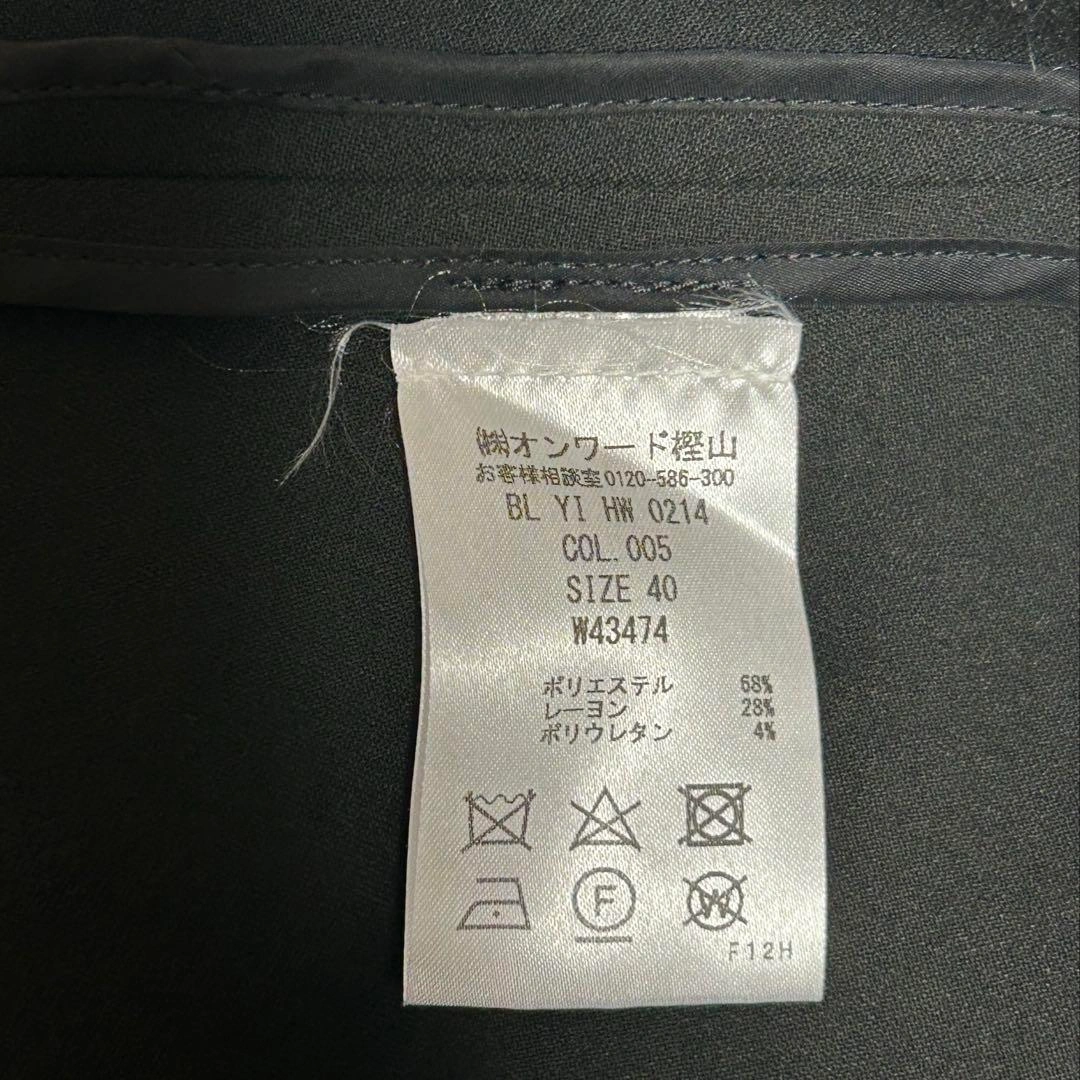 ㈱オンワード樫山
お客様相談室0120-586-300
BL YI HW 0214
COL.005
SIZE 40
W43474
ポリエステル 68%
レーヨン 28%
ポリウレタン 4%
F
W
F12H